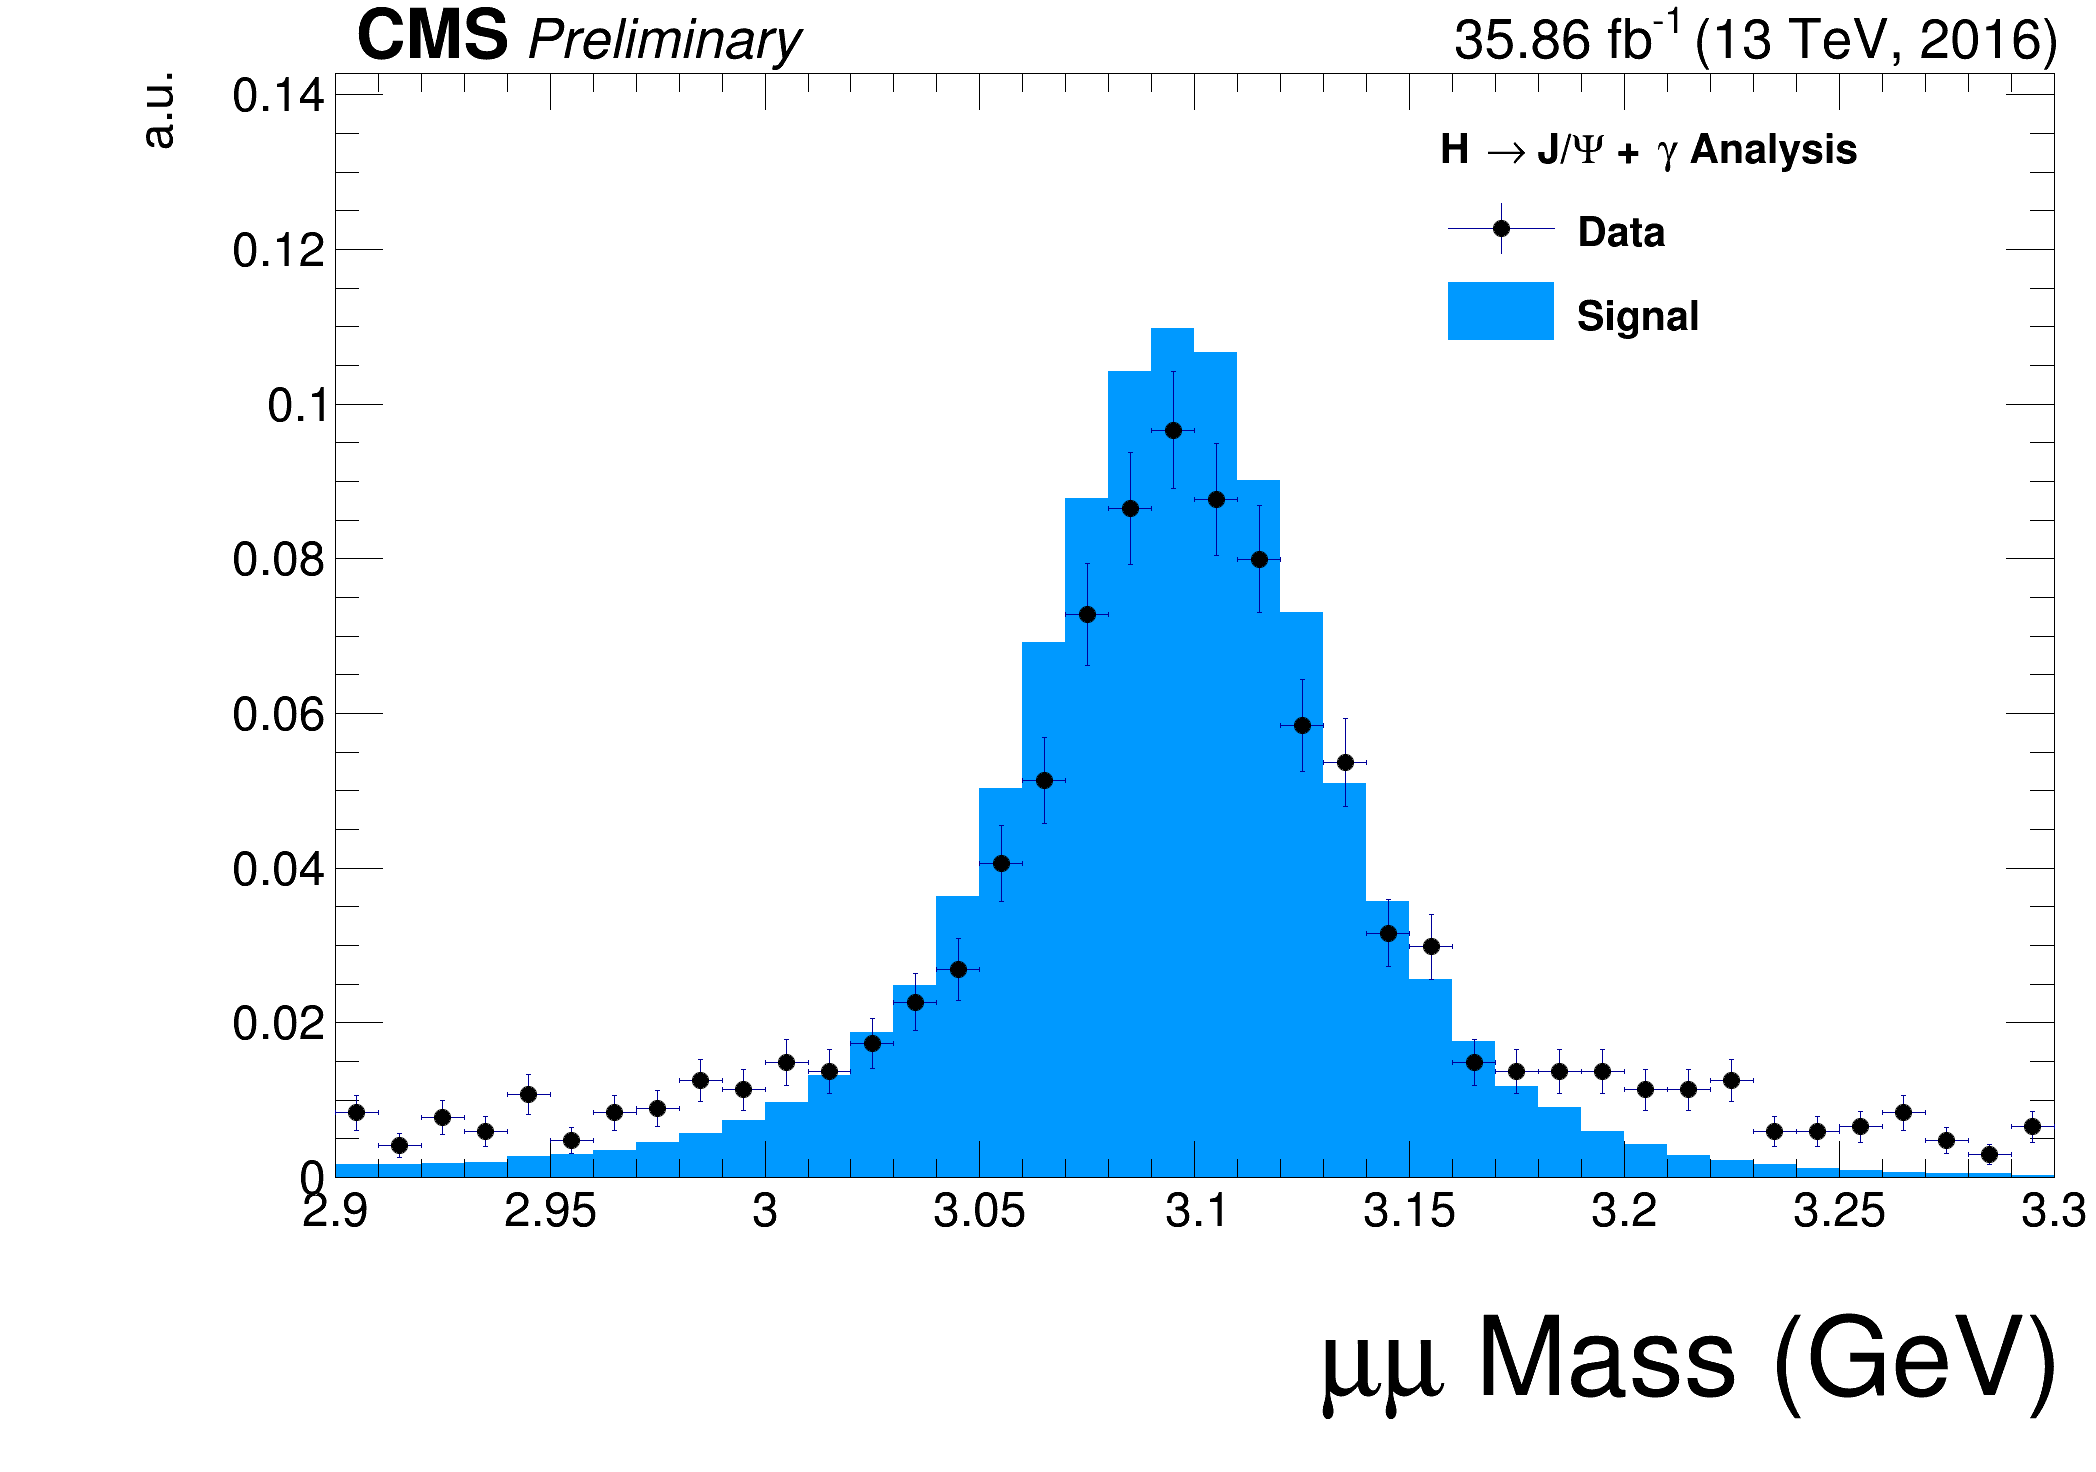 CMS Preliminary 35.86 fb⁻¹ (13 TeV, 2016)
a.u.
0.14
0.12
0.1
0.08
0.06
0.04
0.02
0
H → J/Ψ + γ Analysis
Data
Signal
2.9 2.95 3 3.05 3.1 3.15 3.2 3.25 3.3
μμ Mass (GeV)